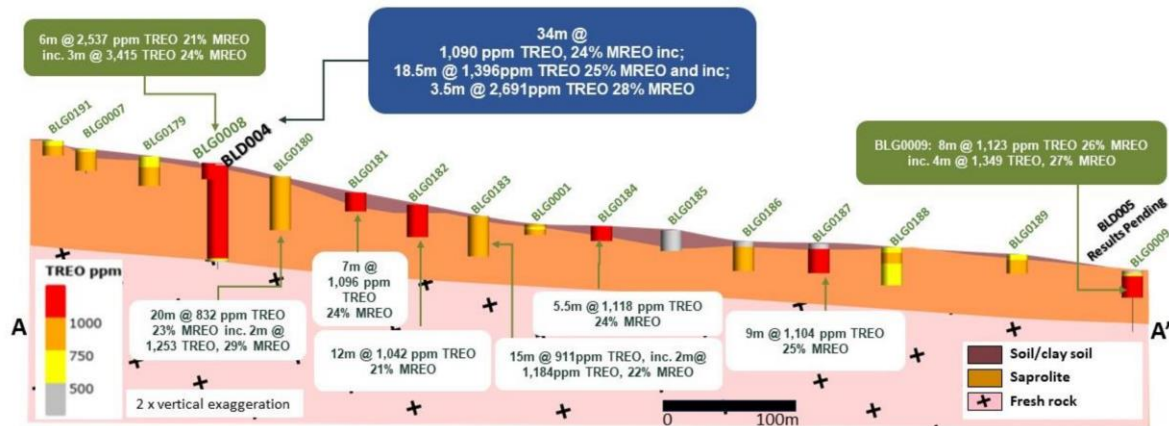 6m @ 2,537 ppm TREO 21% MREO
inc. 3m @ 3,415 TREO 24% MREO
34m @
1,090 ppm TREO, 24% MREO inc;
18.5m @ 1,396ppm TREO 25% MREO and inc;
3.5m @ 2,691ppm TREO 28% MREO
BLG0009: 8m @ 1,123 ppm TREO 26% MREO
inc. 4m @ 1,349 TREO, 27% MREO
BLG0191
BLG0007
BLG0179
BLG0008
BLD004
BLG0180
BLG0181
BLG0182
BLG0183
BLG0001
BLG0184
BLG0185
BLG0186
BLG0187
BLG0188
BLG0189
BLD005
Results Pending
BLG0009
TREO ppm
1000
750
500
A
20m @ 832 ppm TREO
23% MREO inc. 2m @
1,253 TREO, 29% MREO
7m @
1,096 ppm
TREO
24% MREO
12m @ 1,042 ppm TREO
21% MREO
15m @ 911ppm TREO, inc. 2m@
1,184ppm TREO, 22% MREO
5.5m @ 1,118 ppm TREO
24% MREO
9m @ 1,104 ppm TREO
25% MREO
A'
Soil/clay soil
Saprolite
Fresh rock
2 x vertical exaggeration
0 100m